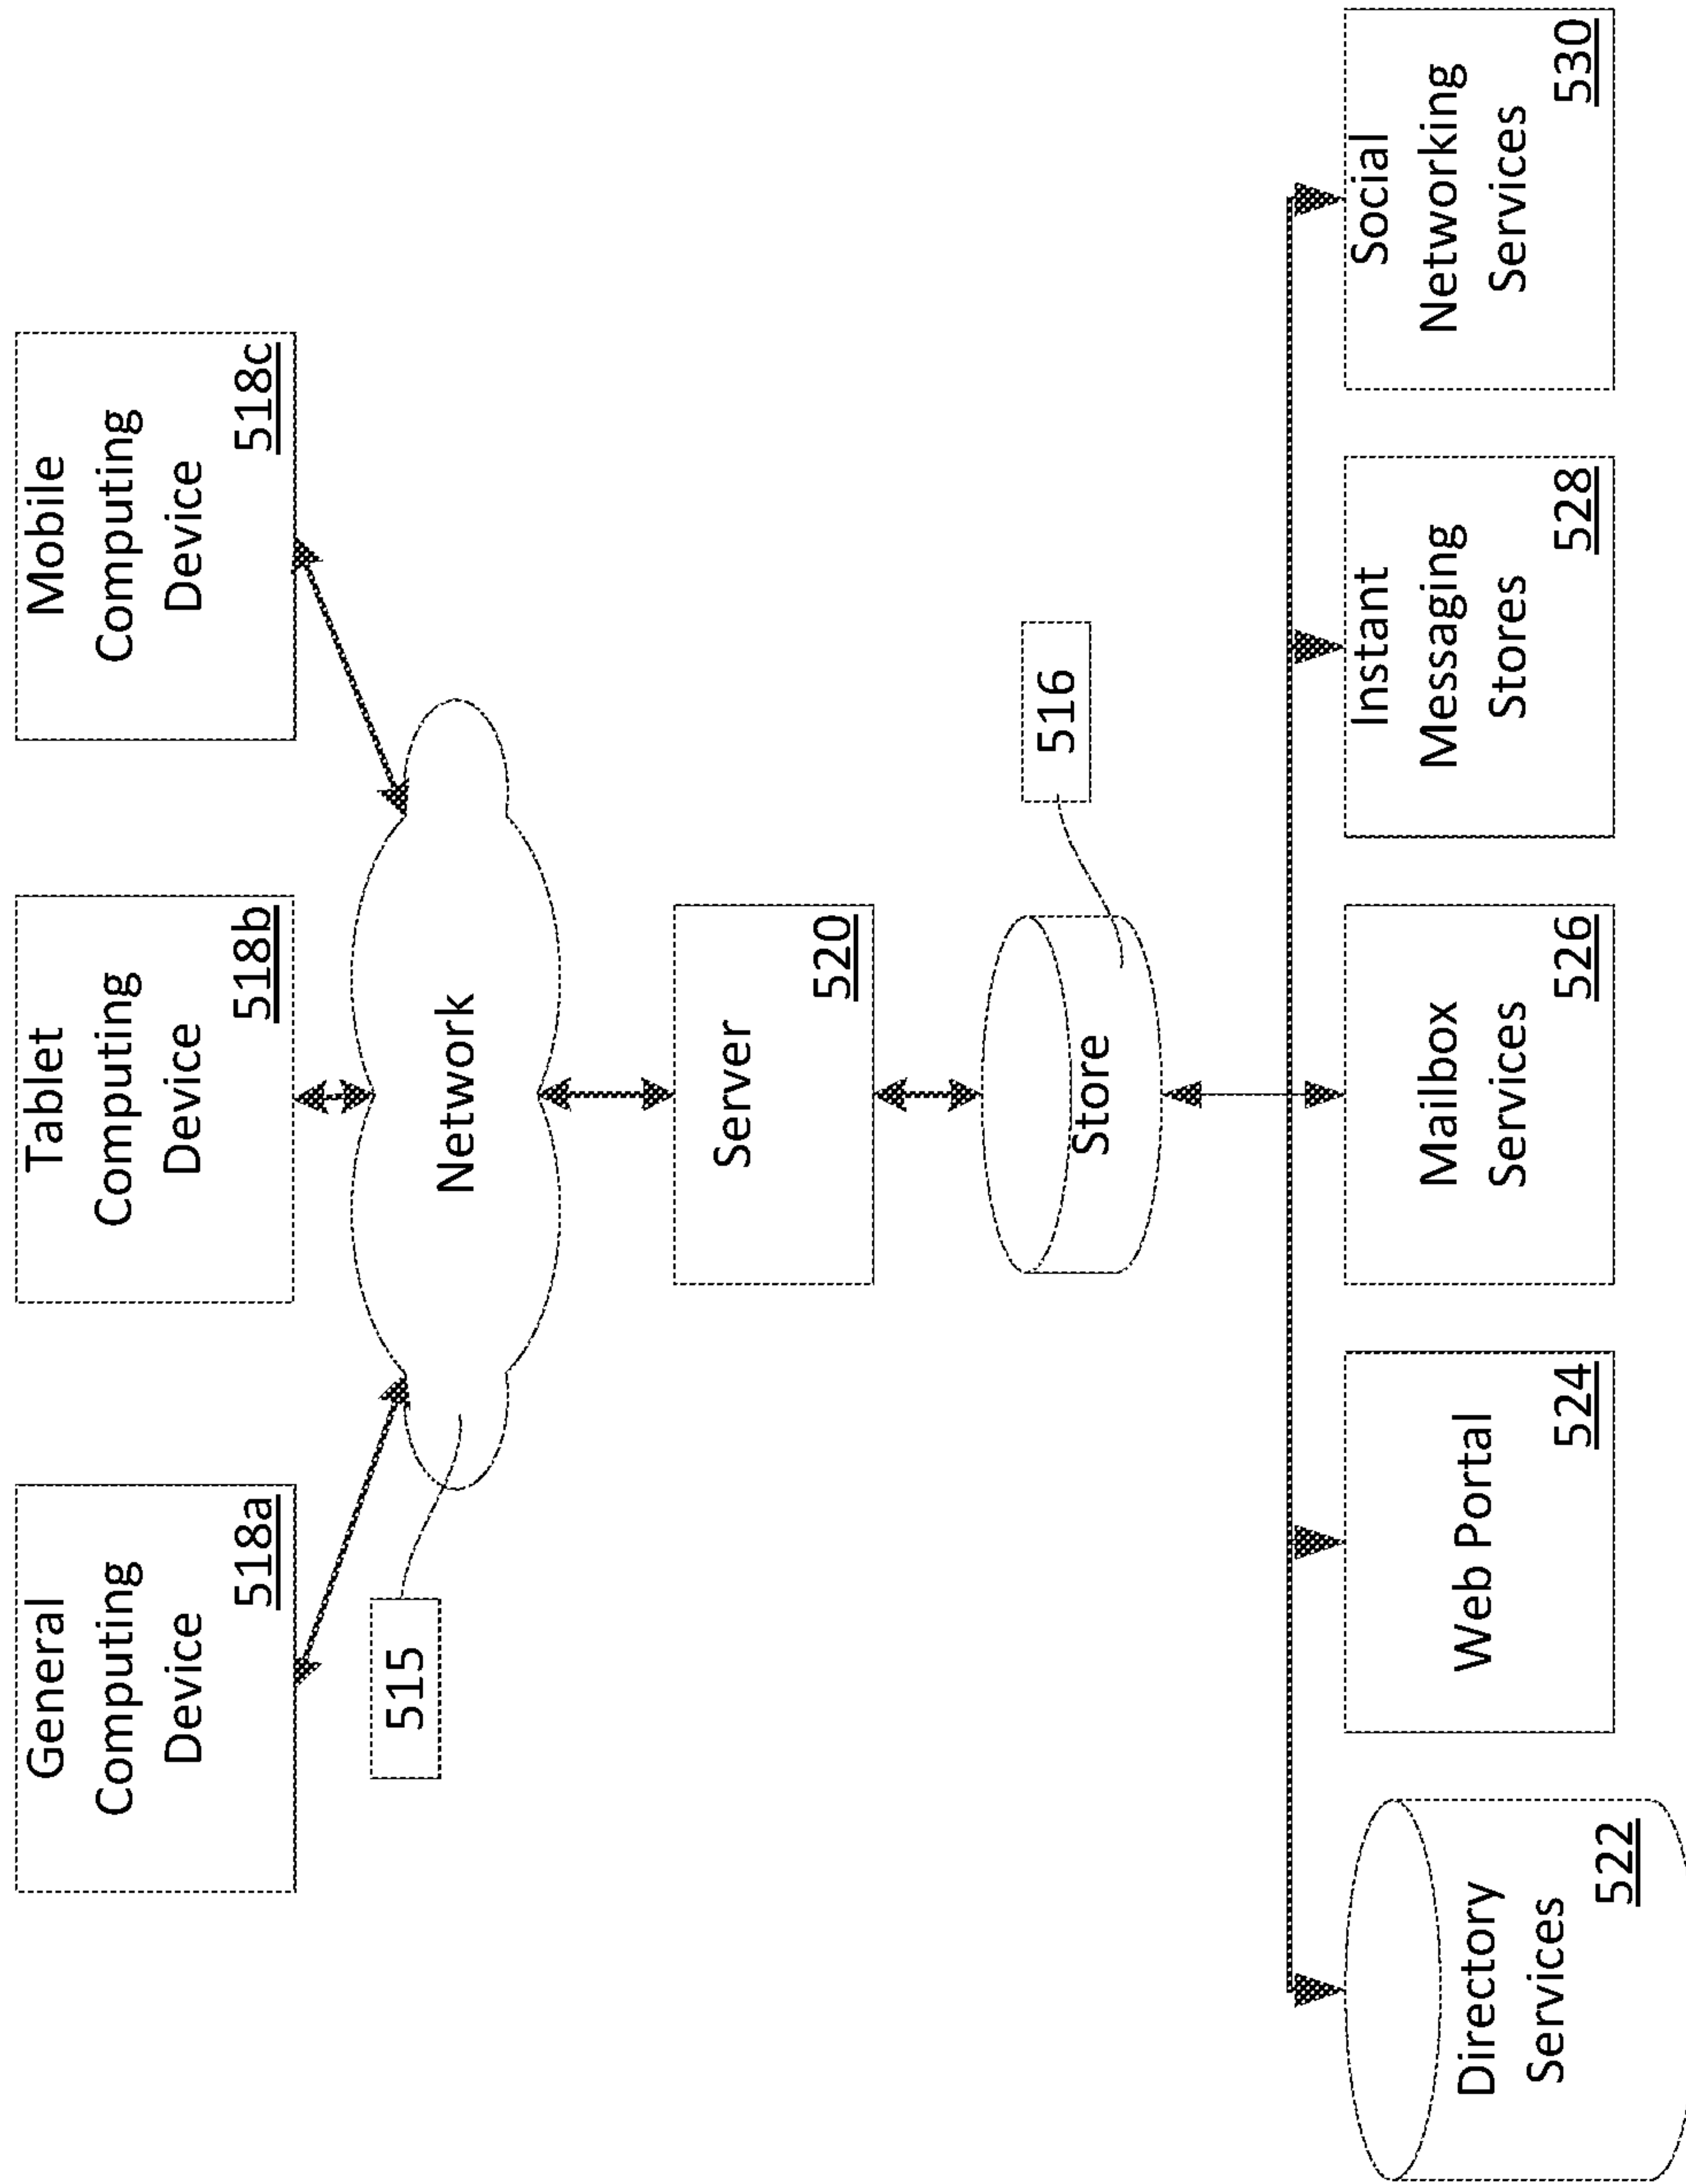 General
Computing
Device
518a
Tablet
Computing
Device
518b
Mobile
Computing
Device
518c
515
Network
Server
520
Store
516
Directory
Services
522
Web Portal
524
Mailbox
Services
526
Instant
Messaging
Stores
528
Social
Networking
Services
530